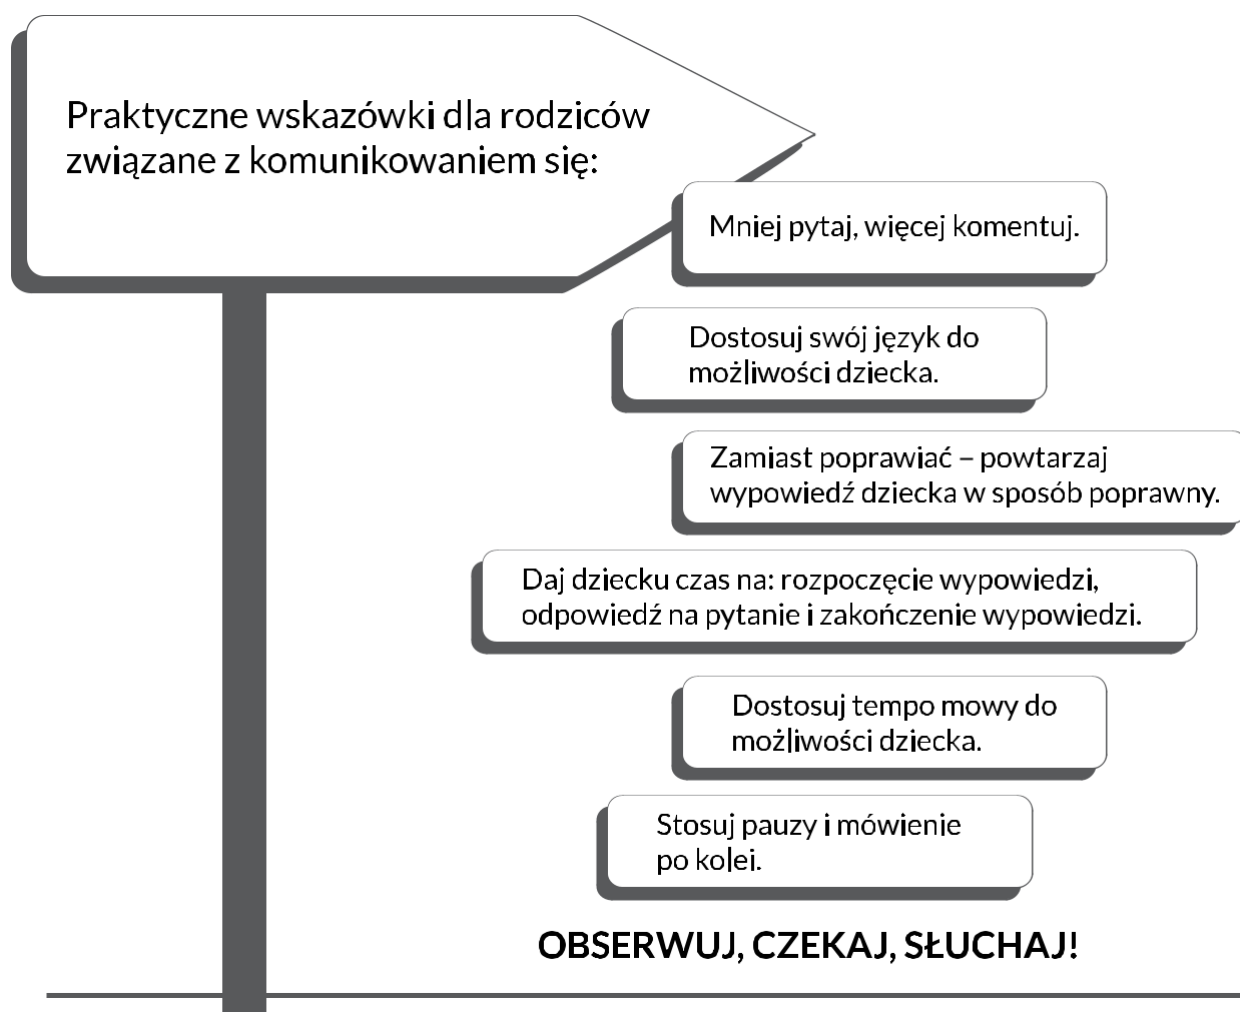 Praktyczne wskazówki dla rodziców
związane z komunikowaniem się:
Mniej pytaj, więcej komentuj.
Dostosuj swój język do
możliwości dziecka.
Zamiast poprawiać – powtarzaj
wypowiedź dziecka w sposób poprawny.
Daj dziecku czas na: rozpoczęcie wypowiedzi,
odpowiedź na pytanie i zakończenie wypowiedzi.
Dostosuj tempo mowy do
możliwości dziecka.
Stosuj pauzy i mówienie
po kolei.
OBSERWUJ, CZEKAJ, SŁUCHAJ!